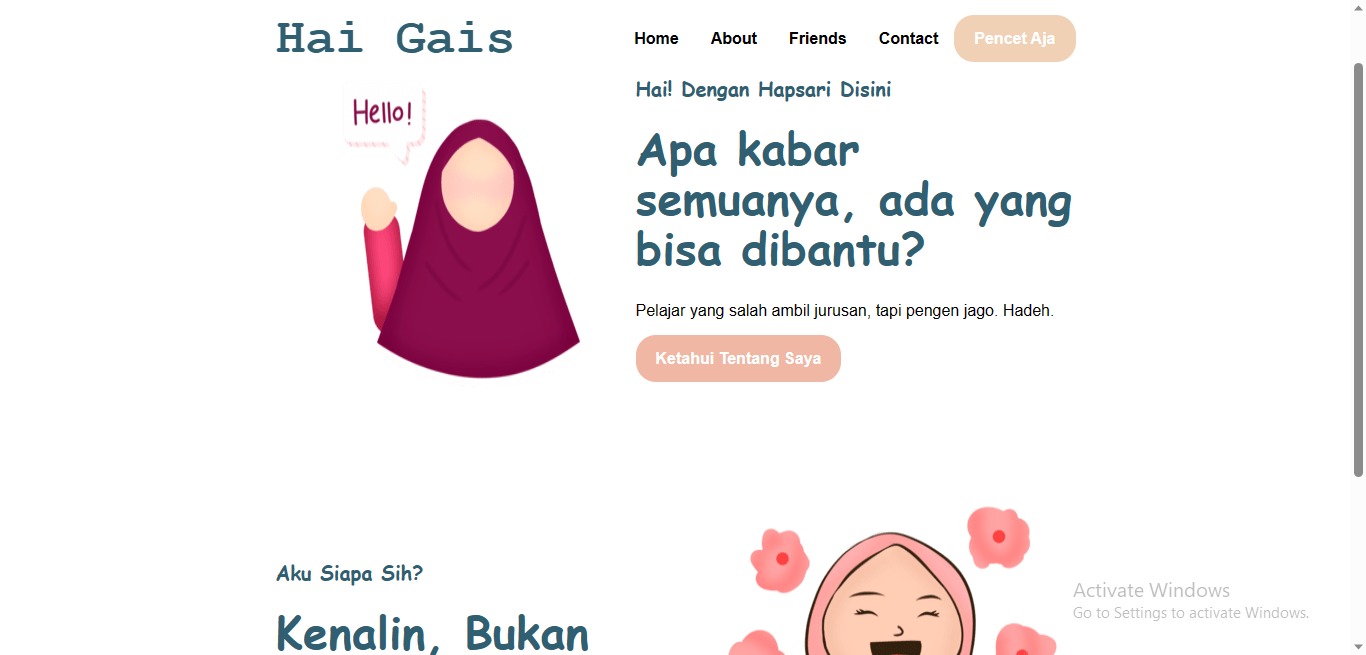 Hai Gais
Home About Friends Contact Pencet Aja
Hello!
Hai! Dengan Hapsari Disini
Apa kabar
semuanya, ada yang
bisa dibantu?
Pelajar yang salah ambil jurusan, tapi pengen jago. Hadeh.
Ketahui Tentang Saya
Aku Siapa Sih?
Kenalin, Bukan
Activate Windows
Go to Settings to activate Windows.